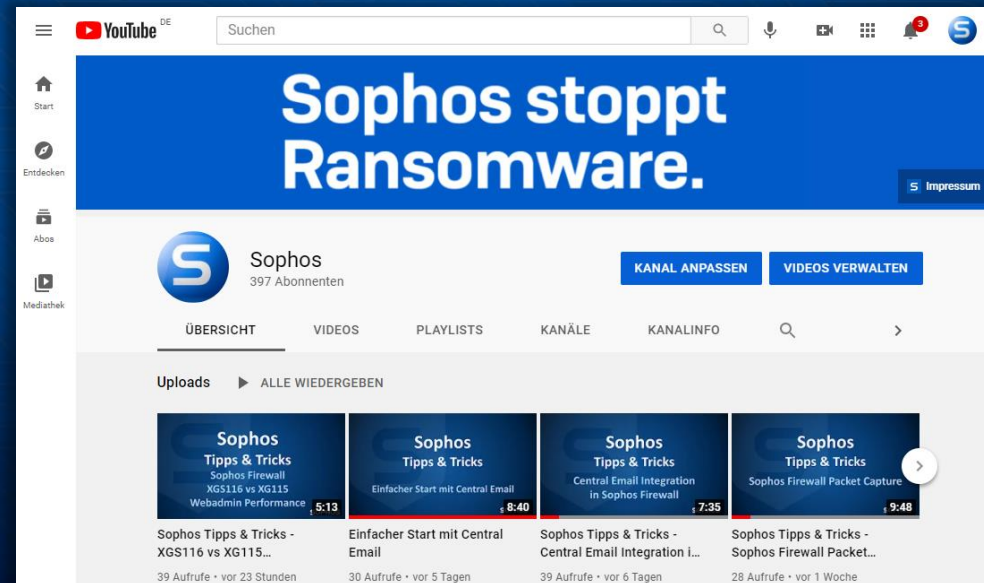 YouTube DE
Suchen
3
S
Start
Entdecken
Abos
Mediathek
Sophos stoppt
Ransomware.
S Impressum
S
Sophos
397 Abonnenten
KANAL ANPASSEN
VIDEOS VERWALTEN
ÜBERSICHT
VIDEOS
PLAYLISTS
KANÄLE
KANALINFO
Uploads
ALLE WIEDERGEBEN
Sophos
Tipps & Tricks
Sophos Firewall
XGS116 vs XG115
Webadmin Performance
5:13
Sophos Tipps & Tricks -
XGS116 vs XG115...
39 Aufrufe • vor 23 Stunden
Sophos
Tipps & Tricks
Einfacher Start mit Central Email
8:40
Einfacher Start mit Central
Email
30 Aufrufe • vor 5 Tagen
Sophos
Tipps & Tricks
Central Email Integration
in Sophos Firewall
7:35
Sophos Tipps & Tricks -
Central Email Integration i...
39 Aufrufe • vor 6 Tagen
Sophos
Tipps & Tricks
Sophos Firewall Packet Capture
9:48
Sophos Tipps & Tricks -
Sophos Firewall Packet...
28 Aufrufe • vor 1 Woche